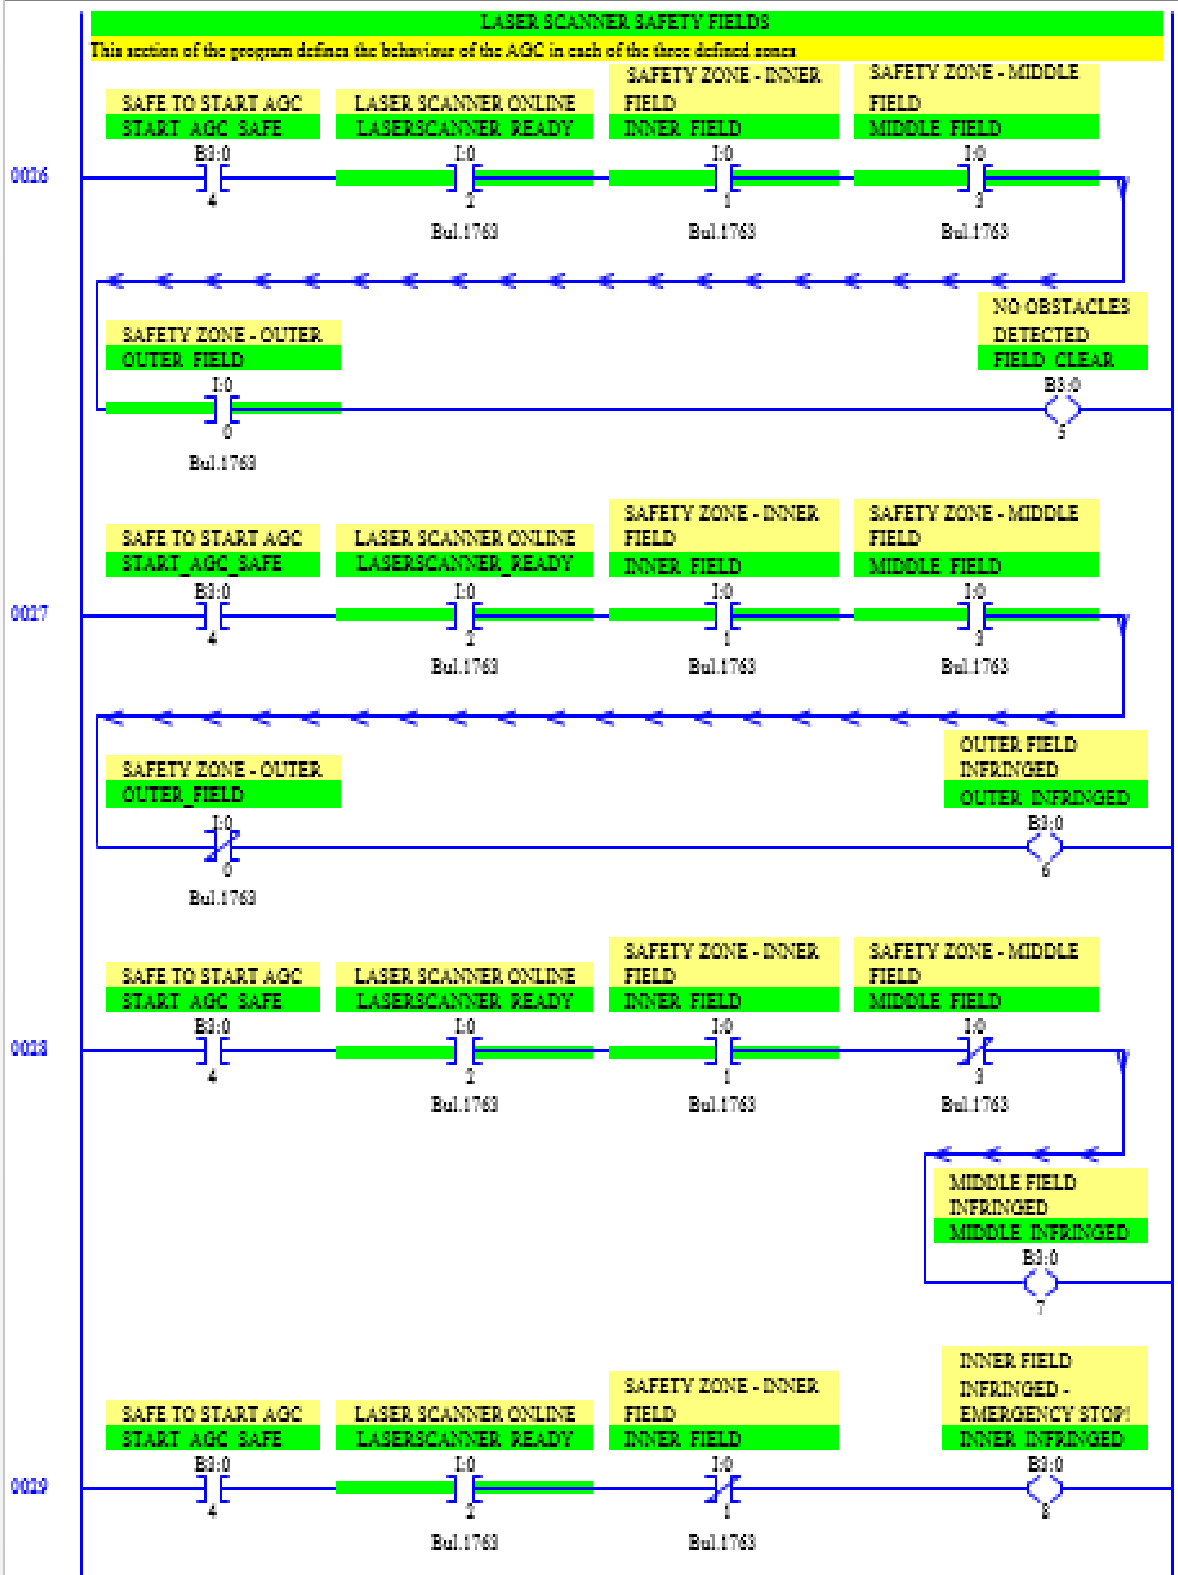 LASER SCANNER SAFETY FIELDS
This section of the program defines the behaviour of the AGC in each of the three defined zones
SAFE TO START AGC
START_AGC_SAFE
B3:0
4
LASER SCANNER ONLINE
LASERSCANNER_READY
I:0
2
Bul.1763
SAFETY ZONE - INNER
FIELD
INNER_FIELD
I:0
1
Bul.1763
SAFETY ZONE - MIDDLE
FIELD
MIDDLE_FIELD
I:0
3
Bul.1763
0026
SAFETY ZONE - OUTER
OUTER_FIELD
I:0
0
Bul.1763
NO OBSTACLES
DETECTED
FIELD_CLEAR
B3:0
5
SAFE TO START AGC
START_AGC_SAFE
B3:0
4
LASER SCANNER ONLINE
LASERSCANNER_READY
I:0
2
Bul.1763
SAFETY ZONE - INNER
FIELD
INNER_FIELD
I:0
1
Bul.1763
SAFETY ZONE - MIDDLE
FIELD
MIDDLE_FIELD
I:0
3
Bul.1763
0027
SAFETY ZONE - OUTER
OUTER_FIELD
I:0
0
Bul.1763
OUTER FIELD
INFRINGED
OUTER_INFRINGED
B3:0
6
SAFE TO START AGC
START_AGC_SAFE
B3:0
4
LASER SCANNER ONLINE
LASERSCANNER_READY
I:0
2
Bul.1763
SAFETY ZONE - INNER
FIELD
INNER_FIELD
I:0
1
Bul.1763
SAFETY ZONE - MIDDLE
FIELD
MIDDLE_FIELD
I:0
3
Bul.1763
0028
MIDDLE FIELD
INFRINGED
MIDDLE_INFRINGED
B3:0
7
SAFE TO START AGC
START_AGC_SAFE
B3:0
4
LASER SCANNER ONLINE
LASERSCANNER_READY
I:0
2
Bul.1763
SAFETY ZONE - INNER
FIELD
INNER_FIELD
I:0
1
Bul.1763
INNER FIELD
INFRINGED -
EMERGENCY STOP!
INNER_INFRINGED
B3:0
8
0029